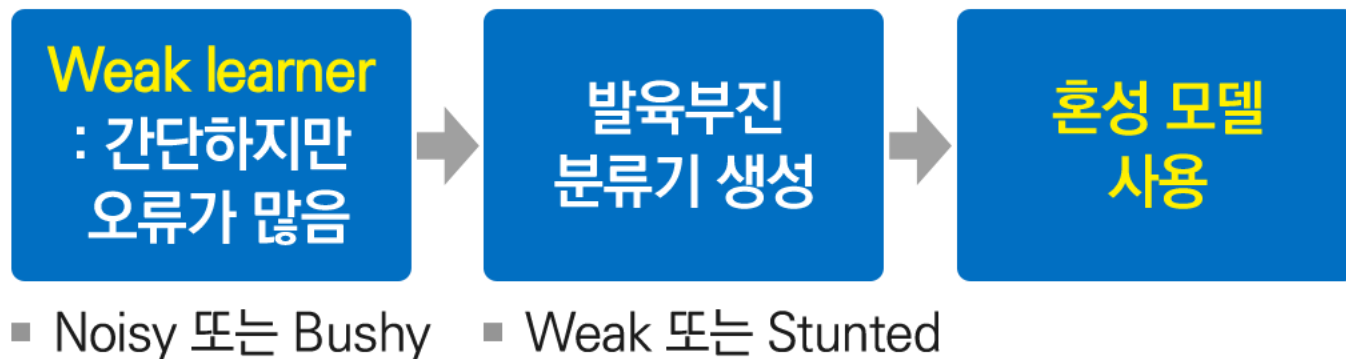 Weak learner
: 간단하지만
오류가 많음
발육부진
분류기 생성
혼성 모델
사용
▪ Noisy 또는 Bushy
▪ Weak 또는 Stunted